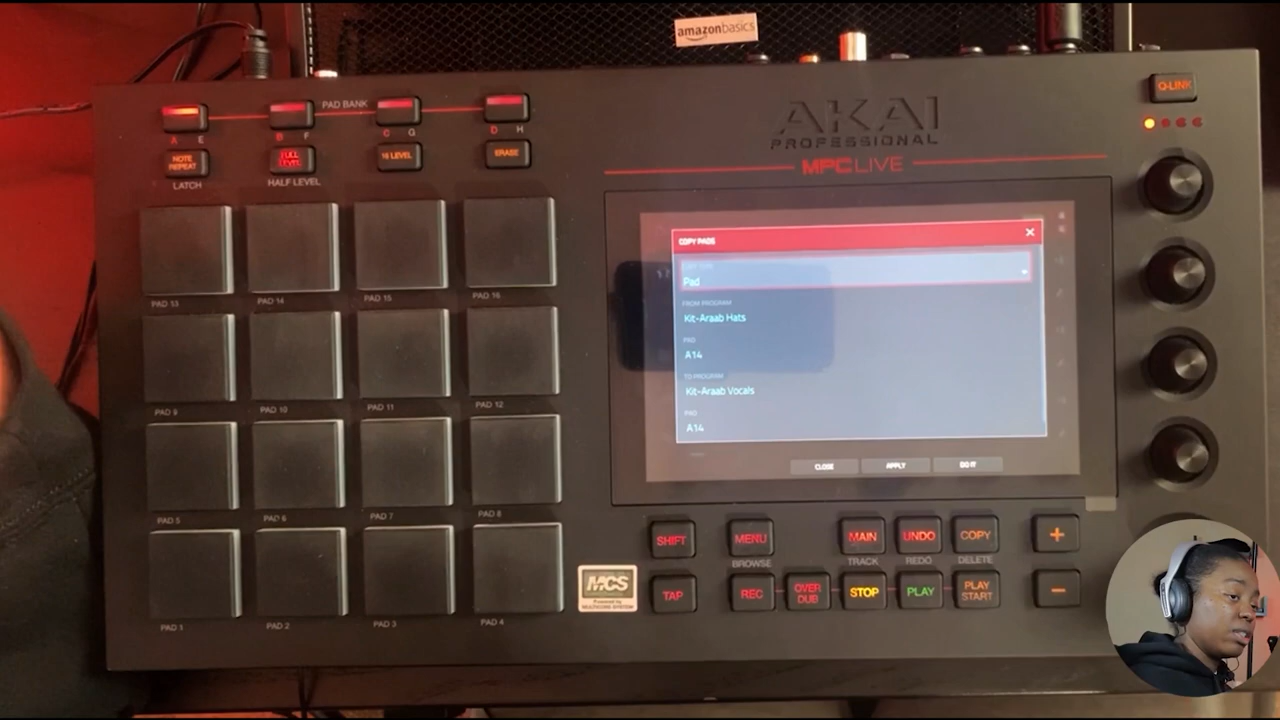 amazonbasics
PAD BANK
A E
B F
C G
D H
Q-LINK
NOTE REPEAT
FULL LEVEL
16 LEVEL
ERASE
LATCH
HALF LEVEL
AKAI
PROFESSIONAL
MPC LIVE
PAD 13
PAD 14
PAD 15
PAD 16
PAD 9
PAD 10
PAD 11
PAD 12
PAD 5
PAD 6
PAD 7
PAD 8
PAD 1
PAD 2
PAD 3
PAD 4
COPY PADS
Pad
FROM PROGRAM
Kit-Araab Hats
PAD
A14
TO PROGRAM
Kit-Araab Vocals
PAD
A14
CLOSE
APPLY
DO IT
SHIFT
MENU
MAIN
UNDO
COPY
+
BROWSE
TRACK
REDO
DELETE
TAP
REC
OVER DUB
STOP
PLAY
PLAY START
-
MCS
Powered by
MULTICORE SYSTEM